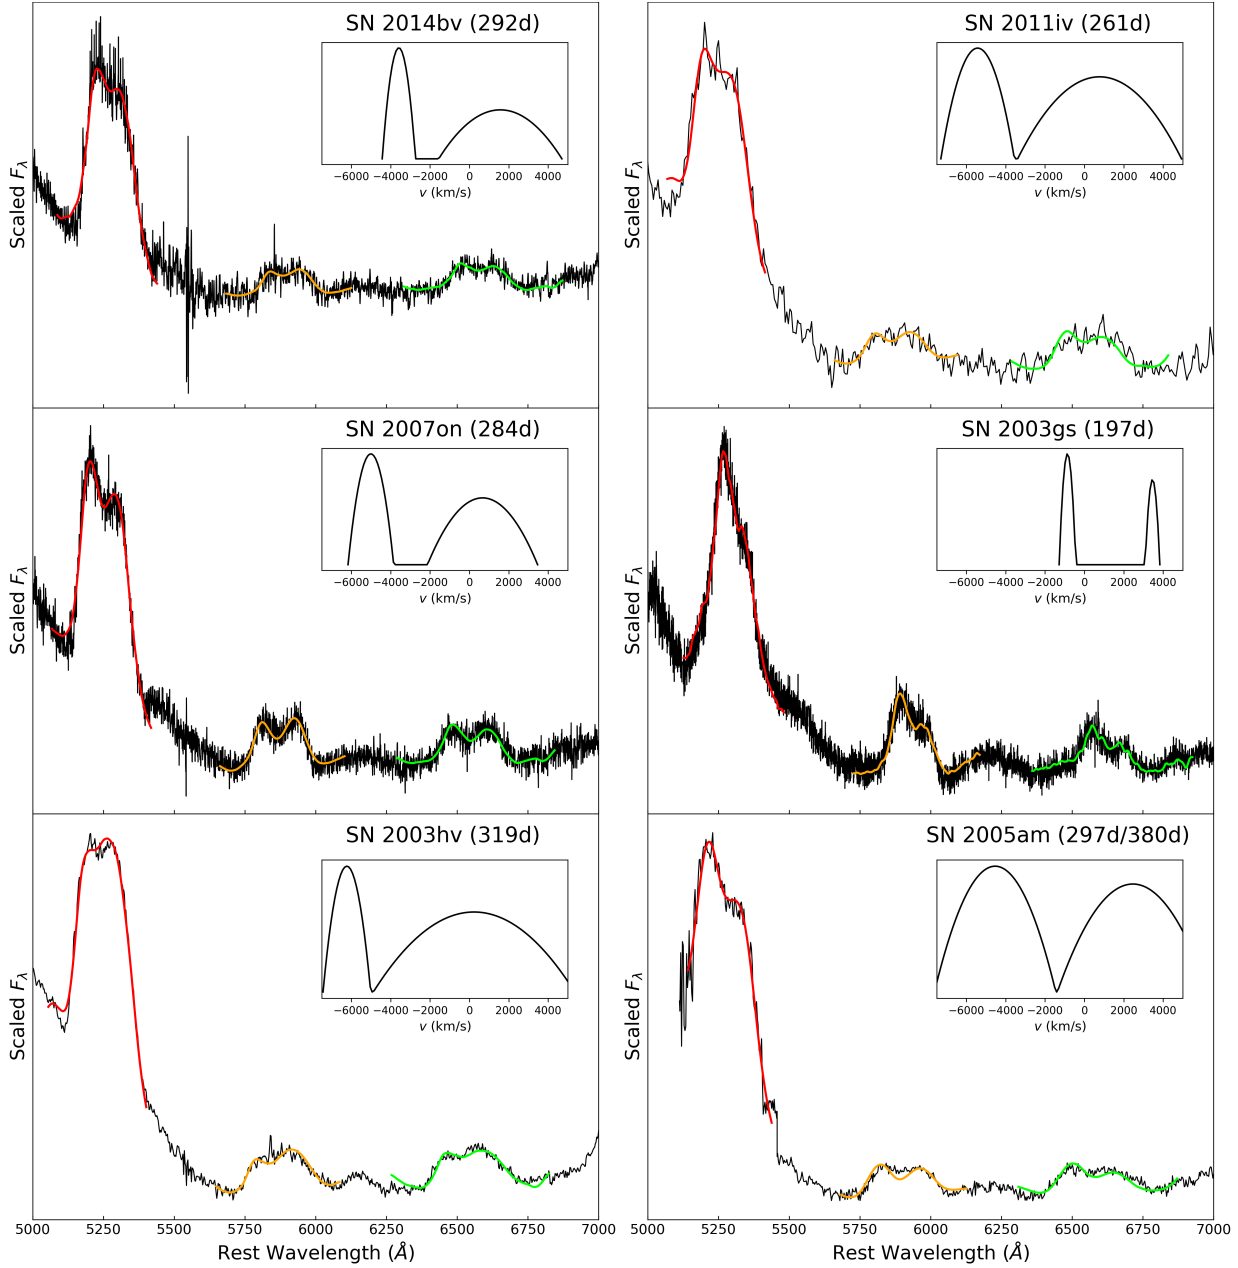 SN 2014bv (292d)
−6000 −4000 −2000 0 2000 4000
v (km/s)
Scaled Fλ
SN 2011iv (261d)
−6000 −4000 −2000 0 2000 4000
v (km/s)
Scaled Fλ
SN 2007on (284d)
−6000 −4000 −2000 0 2000 4000
v (km/s)
Scaled Fλ
SN 2003gs (197d)
−6000 −4000 −2000 0 2000 4000
v (km/s)
Scaled Fλ
SN 2003hv (319d)
−6000 −4000 −2000 0 2000 4000
v (km/s)
Scaled Fλ
5000 5250 5500 5750 6000 6250 6500 6750 7000
Rest Wavelength (Å)
SN 2005am (297d/380d)
−6000 −4000 −2000 0 2000 4000
v (km/s)
Scaled Fλ
5000 5250 5500 5750 6000 6250 6500 6750 7000
Rest Wavelength (Å)